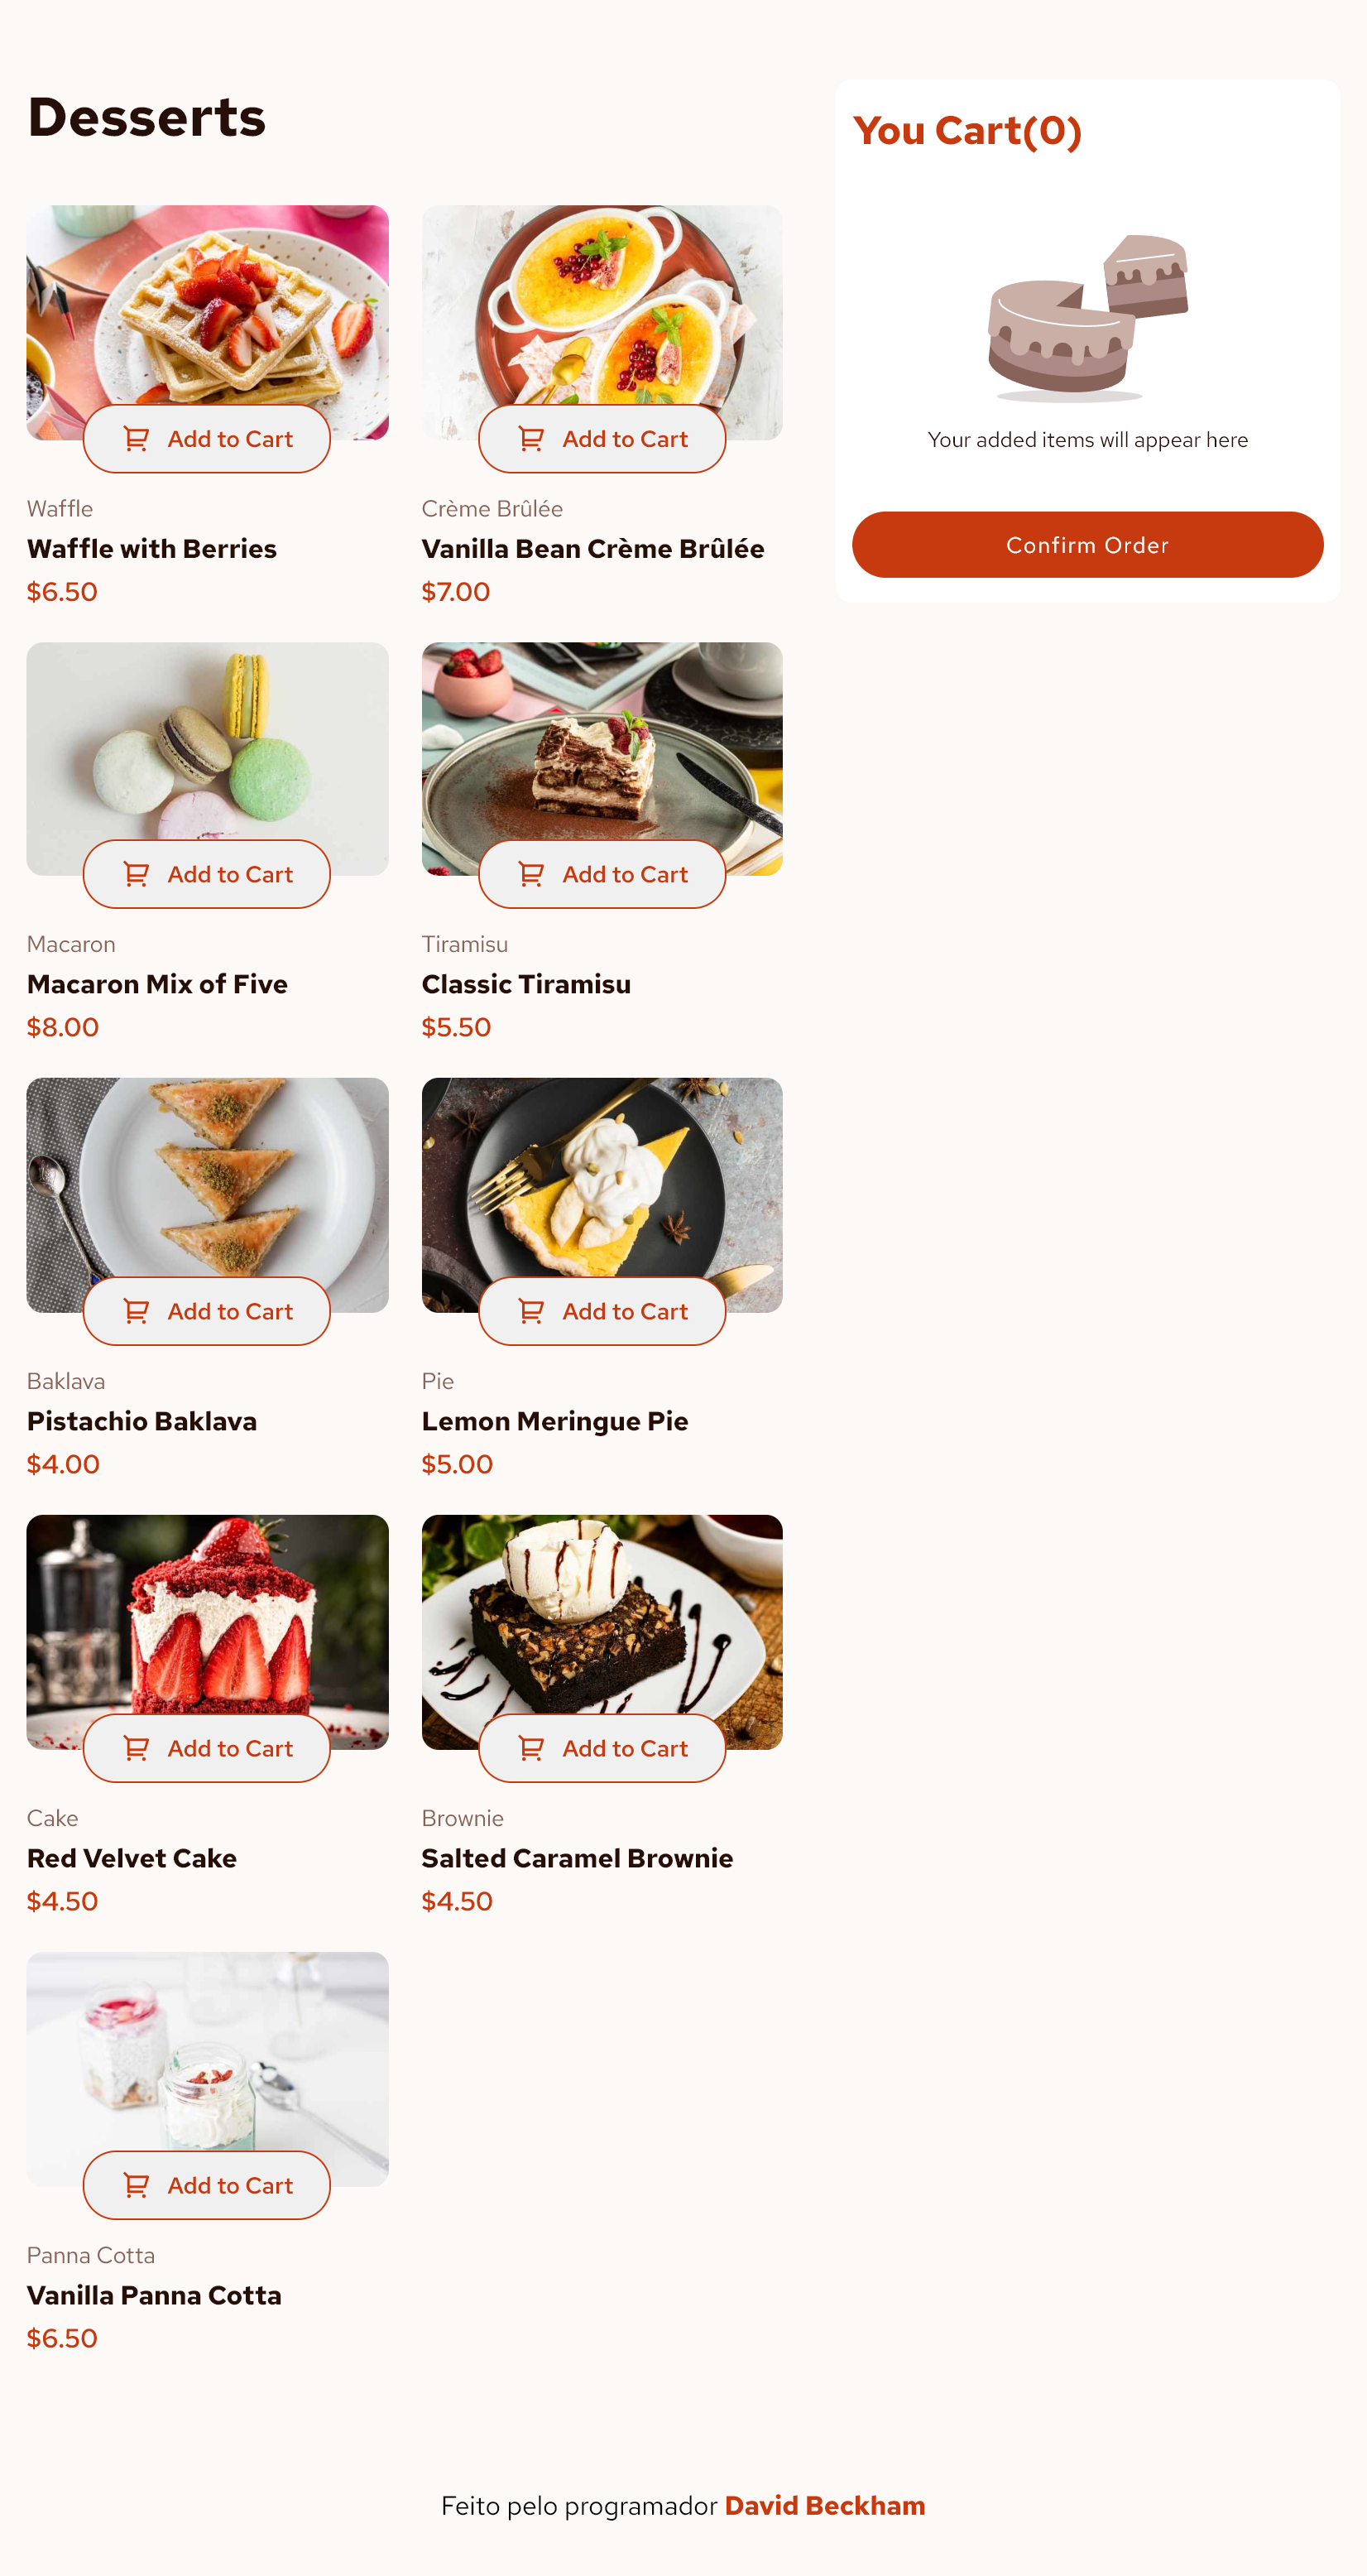 Desserts
You Cart(0)
Your added items will appear here
Confirm Order
Add to Cart
Add to Cart
Waffle
Waffle with Berries
$6.50
Crème Brûlée
Vanilla Bean Crème Brûlée
$7.00
Add to Cart
Add to Cart
Macaron
Macaron Mix of Five
$8.00
Tiramisu
Classic Tiramisu
$5.50
Add to Cart
Add to Cart
Baklava
Pistachio Baklava
$4.00
Pie
Lemon Meringue Pie
$5.00
Add to Cart
Add to Cart
Cake
Red Velvet Cake
$4.50
Brownie
Salted Caramel Brownie
$4.50
Add to Cart
Panna Cotta
Vanilla Panna Cotta
$6.50
Feito pelo programador David Beckham